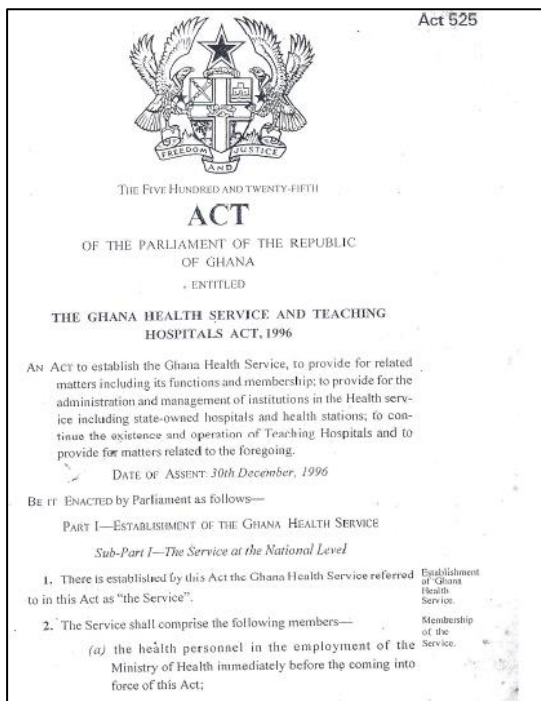 Act 525
FREEDOM AND JUSTICE
THE FIVE HUNDRED AND TWENTY-FIFTH
ACT
OF THE PARLIAMENT OF THE REPUBLIC
OF GHANA
ENTITLED
THE GHANA HEALTH SERVICE AND TEACHING
HOSPITALS ACT, 1996
AN ACT to establish the Ghana Health Service, to provide for related
matters including its functions and membership; to provide for the
administration and management of institutions in the Health serv-
ice including state-owned hospitals and health stations; to con-
tinue the existence and operation of Teaching Hospitals and to
provide for matters related to the foregoing.
DATE OF ASSENT: 30th December, 1996
BE IT ENACTED by Parliament as follows—
PART I—ESTABLISHMENT OF THE GHANA HEALTH SERVICE
Sub-Part I—The Service at the National Level
1. There is established by this Act the Ghana Health Service referred
to in this Act as "the Service".
Establishment
of Ghana
Health
Service.
2. The Service shall comprise the following members—
Membership
of the
Service.
(a) the health personnel in the employment of the
Ministry of Health immediately before the coming into
force of this Act;